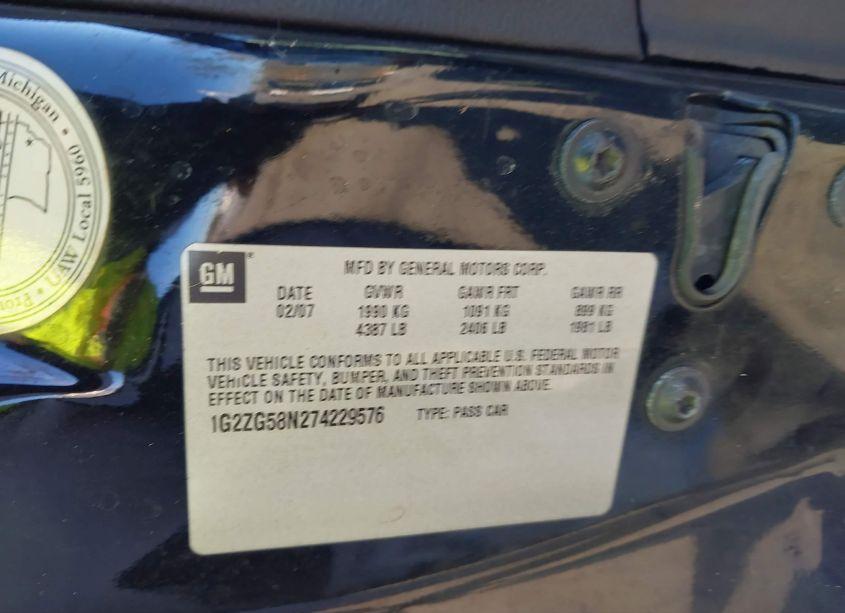 Michigan • UAW Local 5960 •
GM
MFD BY GENERAL MOTORS CORP.
DATE GVWR GAWR FRT GAWR RR
02/07 1990 KG 1091 KG 899 KG
4387 LB 2406 LB 1981 LB
THIS VEHICLE CONFORMS TO ALL APPLICABLE U.S. FEDERAL MOTOR
VEHICLE SAFETY, BUMPER, AND THEFT PREVENTION STANDARDS IN
EFFECT ON THE DATE OF MANUFACTURE SHOWN ABOVE.
1G2ZG58N274229576 TYPE: PASS CAR